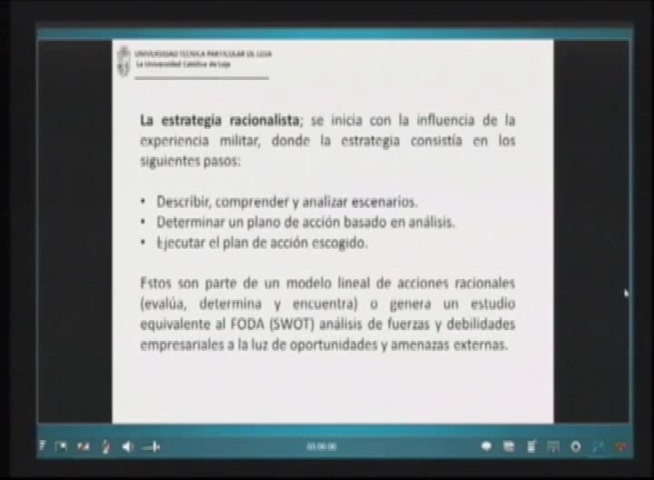 UNIVERSIDAD TECNICA PARTICULAR DE LOJA
La Universidad Católica de Loja
La estrategia racionalista; se inicia con la influencia de la
experiencia militar, donde la estrategia consistía en los
siguientes pasos:
• Describir, comprender y analizar escenarios.
• Determinar un plano de acción basado en análisis.
• Ejecutar el plan de acción escogido.
Estos son parte de un modelo lineal de acciones racionales
(evalúa, determina y encuentra) o genera un estudio
equivalente al FODA (SWOT) análisis de fuerzas y debilidades
empresariales a la luz de oportunidades y amenazas externas.